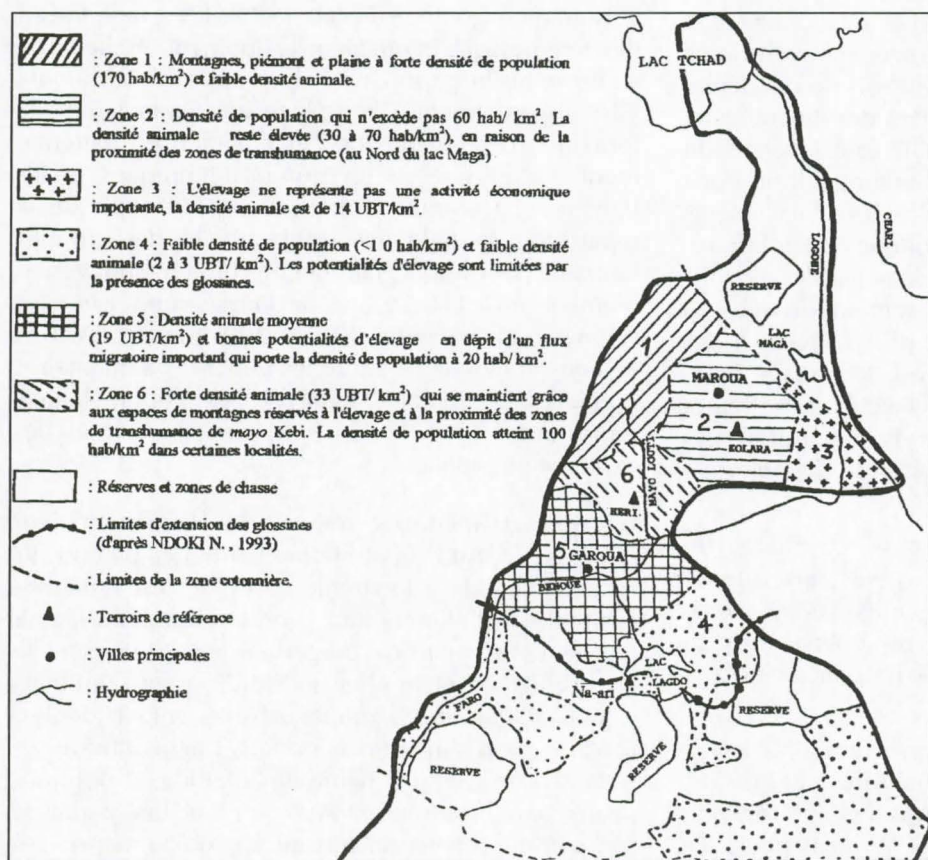 : Zone 1 : Montagnes, piémont et plaine à forte densité de population
(170 hab/km²) et faible densité animale.
: Zone 2 : Densité de population qui n'excède pas 60 hab/ km². La
densité animale reste élevée (30 à 70 hab/km²), en raison de la
proximité des zones de transhumance (au Nord du lac Maga)
: Zone 3 : L'élevage ne représente pas une activité économique
importante, la densité animale est de 14 UBT/km².
: Zone 4 : Faible densité de population (<1 0 hab/km²) et faible densité
animale (2 à 3 UBT/ km²). Les potentialités d'élevage sont limitées par
la présence des glossines.
: Zone 5 : Densité animale moyenne
(19 UBT/km²) et bonnes potentialités d'élevage en dépit d'un flux
migratoire important qui porte la densité de population à 20 hab/ km².
: Zone 6 : Forte densité animale (33 UBT/ km²) qui se maintient grâce
aux espaces de montagnes réservés à l'élevage et à la proximité des zones
de transhumance de mayo Kebi. La densité de population atteint 100
hab/km² dans certaines localités.
: Réserves et zones de chasse
: Limites d'extension des glossines
(d'après NDOKI N. , 1993)
: Limites de la zone cotonnière.
: Terroirs de référence
: Villes principales
: Hydrographie
LAC TCHAD
CHARI
LOGONE
RESERVE
LAC
MAGA
1
MAROUA
2
KOLARA
3
MAYO LOUTI
6
HERI.
5
GAROUA
BENOUE
4
LAC
LAGDO
Na-ari
FARO
RESERVE
RESERVE
RESERVE